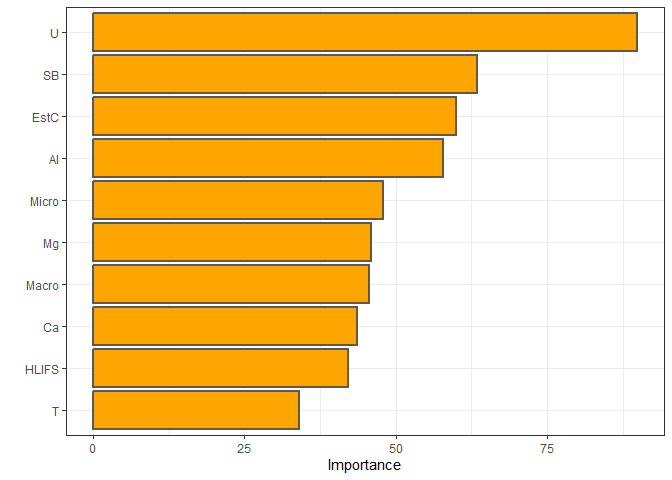 U
SB
EstC
Al
Micro
Mg
Macro
Ca
HLIFS
T
0 25 50 75
Importance